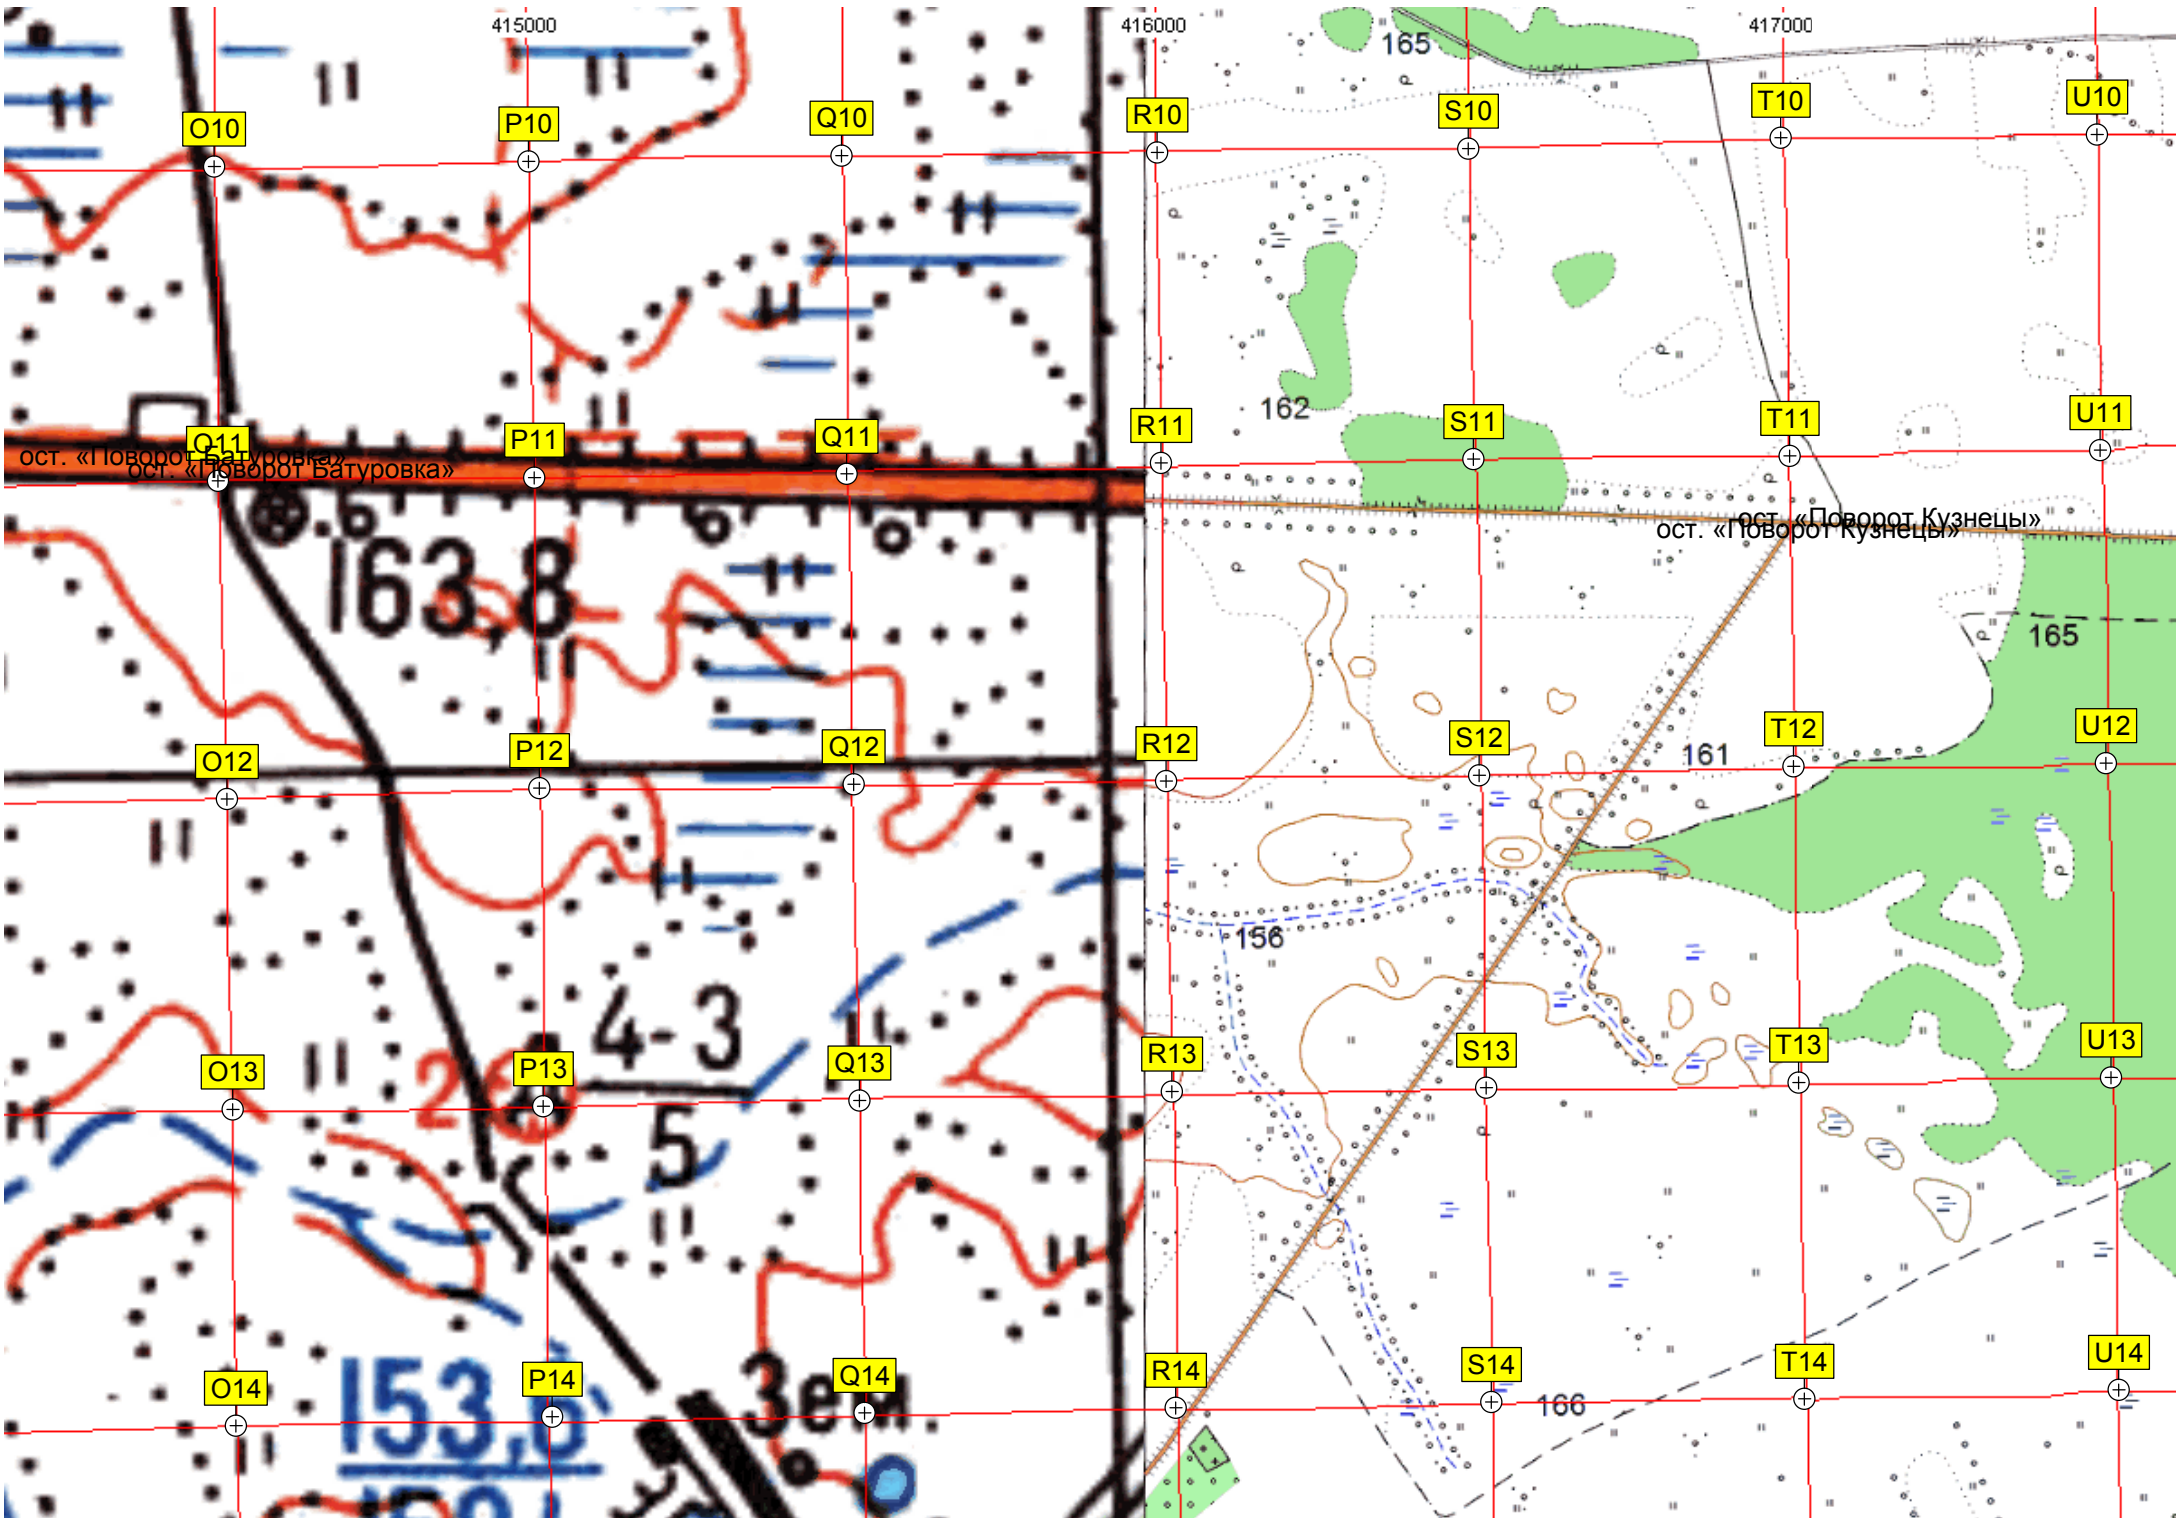 415000
416000
417000
165
O10
P10
Q10
R10
S10
T10
U10
162
O11
P11
Q11
R11
S11
T11
U11
ост. «Поворот Батуровка»
ост. «Поворот Батуровка»
ост. «Поворот Кузнецы»
ост. «Поворот Кузнецы»
163,8
165
O12
P12
Q12
R12
S12
161
T12
U12
156
4-3
5
O13
P13
Q13
R13
S13
T13
U13
O14
P14
Q14
R14
S14
T14
U14
153,6
3ем.
166